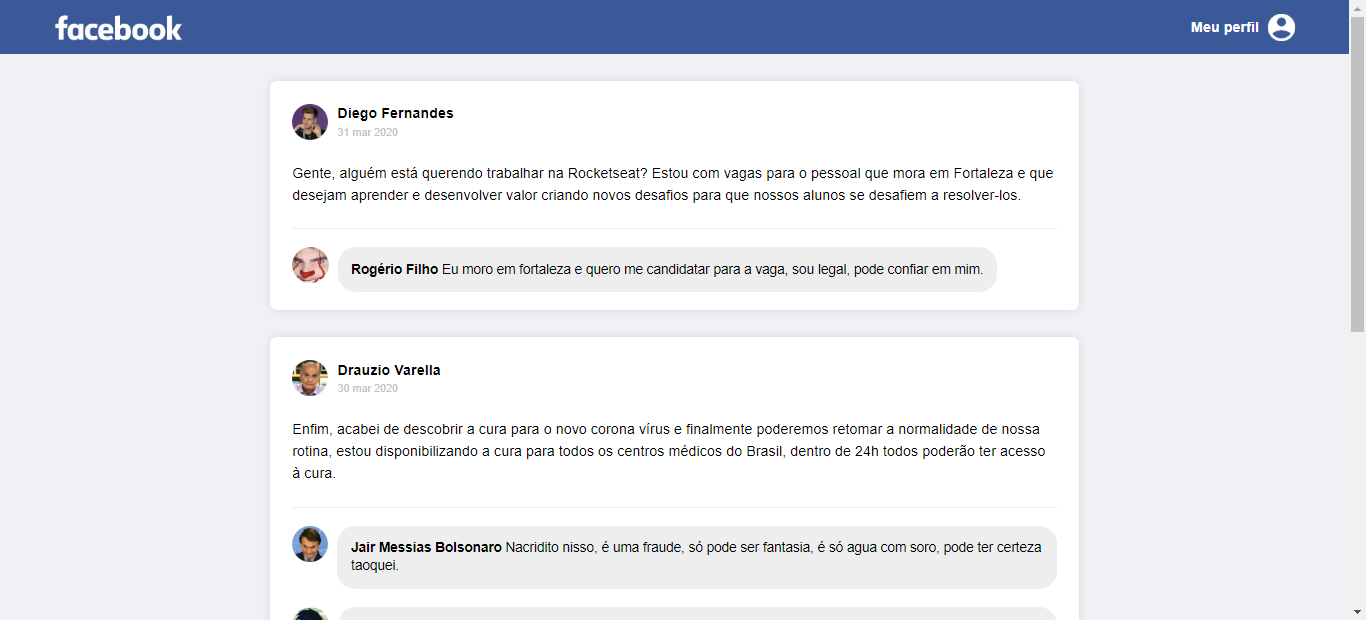 facebook
Meu perfil
Diego Fernandes
31 mar 2020
Gente, alguém está querendo trabalhar na Rocketseat? Estou com vagas para o pessoal que mora em Fortaleza e que
desejam aprender e desenvolver valor criando novos desafios para que nossos alunos se desafiem a resolver-los.
Rogério Filho Eu moro em fortaleza e quero me candidatar para a vaga, sou legal, pode confiar em mim.
Drauzio Varella
30 mar 2020
Enfim, acabei de descobrir a cura para o novo corona vírus e finalmente poderemos retomar a normalidade de nossa
rotina, estou disponibilizando a cura para todos os centros médicos do Brasil, dentro de 24h todos poderão ter acesso
à cura.
Jair Messias Bolsonaro Nacridito nisso, é uma fraude, só pode ser fantasia, é só agua com soro, pode ter certeza
taoquei.